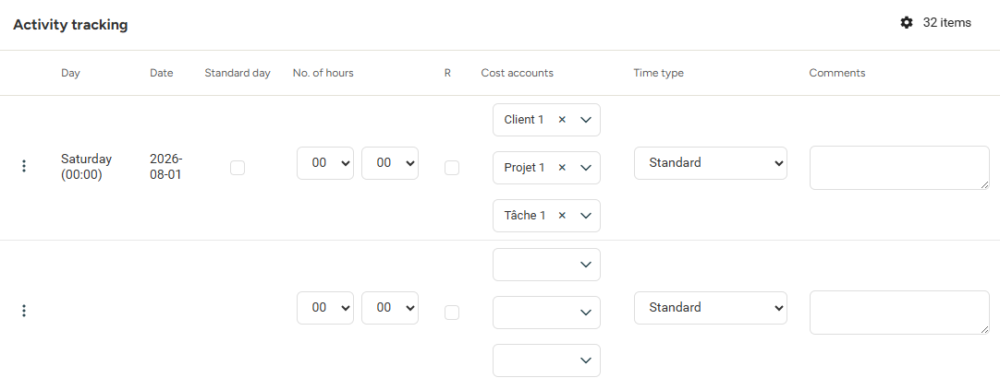 Activity tracking
32 items
Day Date Standard day No. of hours R Cost accounts Time type Comments
Client 1
Saturday (00:00)
2026-08-01
00 00
Projet 1
Standard
Tâche 1
00 00
Standard